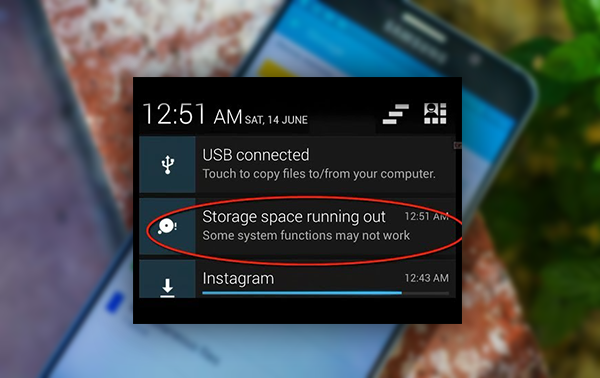 SAMSUNG
12:51 AM SAT, 14 JUNE
USB connected
Touch to copy files to/from your computer.
Storage space running out 12:51 AM
Some system functions may not work
Instagram 12:43 AM